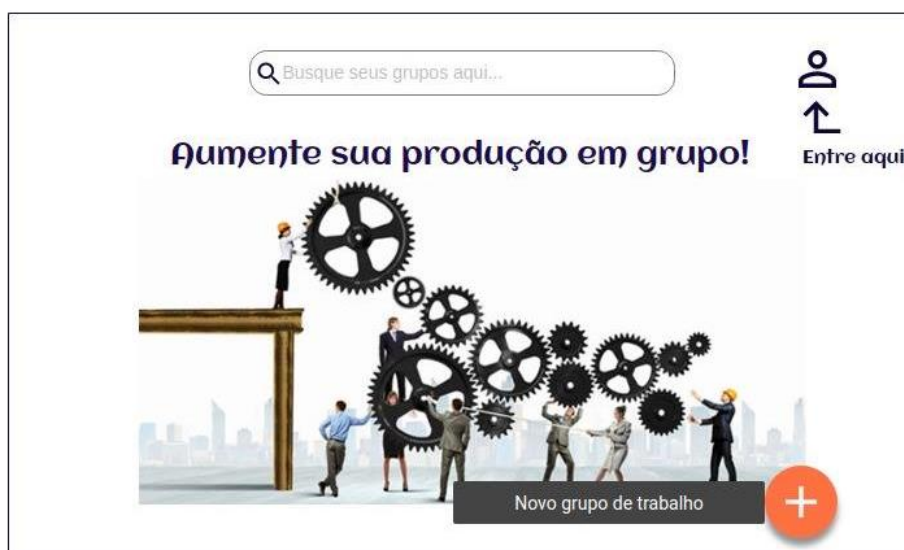 Busque seus grupos aqui...
Aumente sua produção em grupo!
Entre aqui
Novo grupo de trabalho